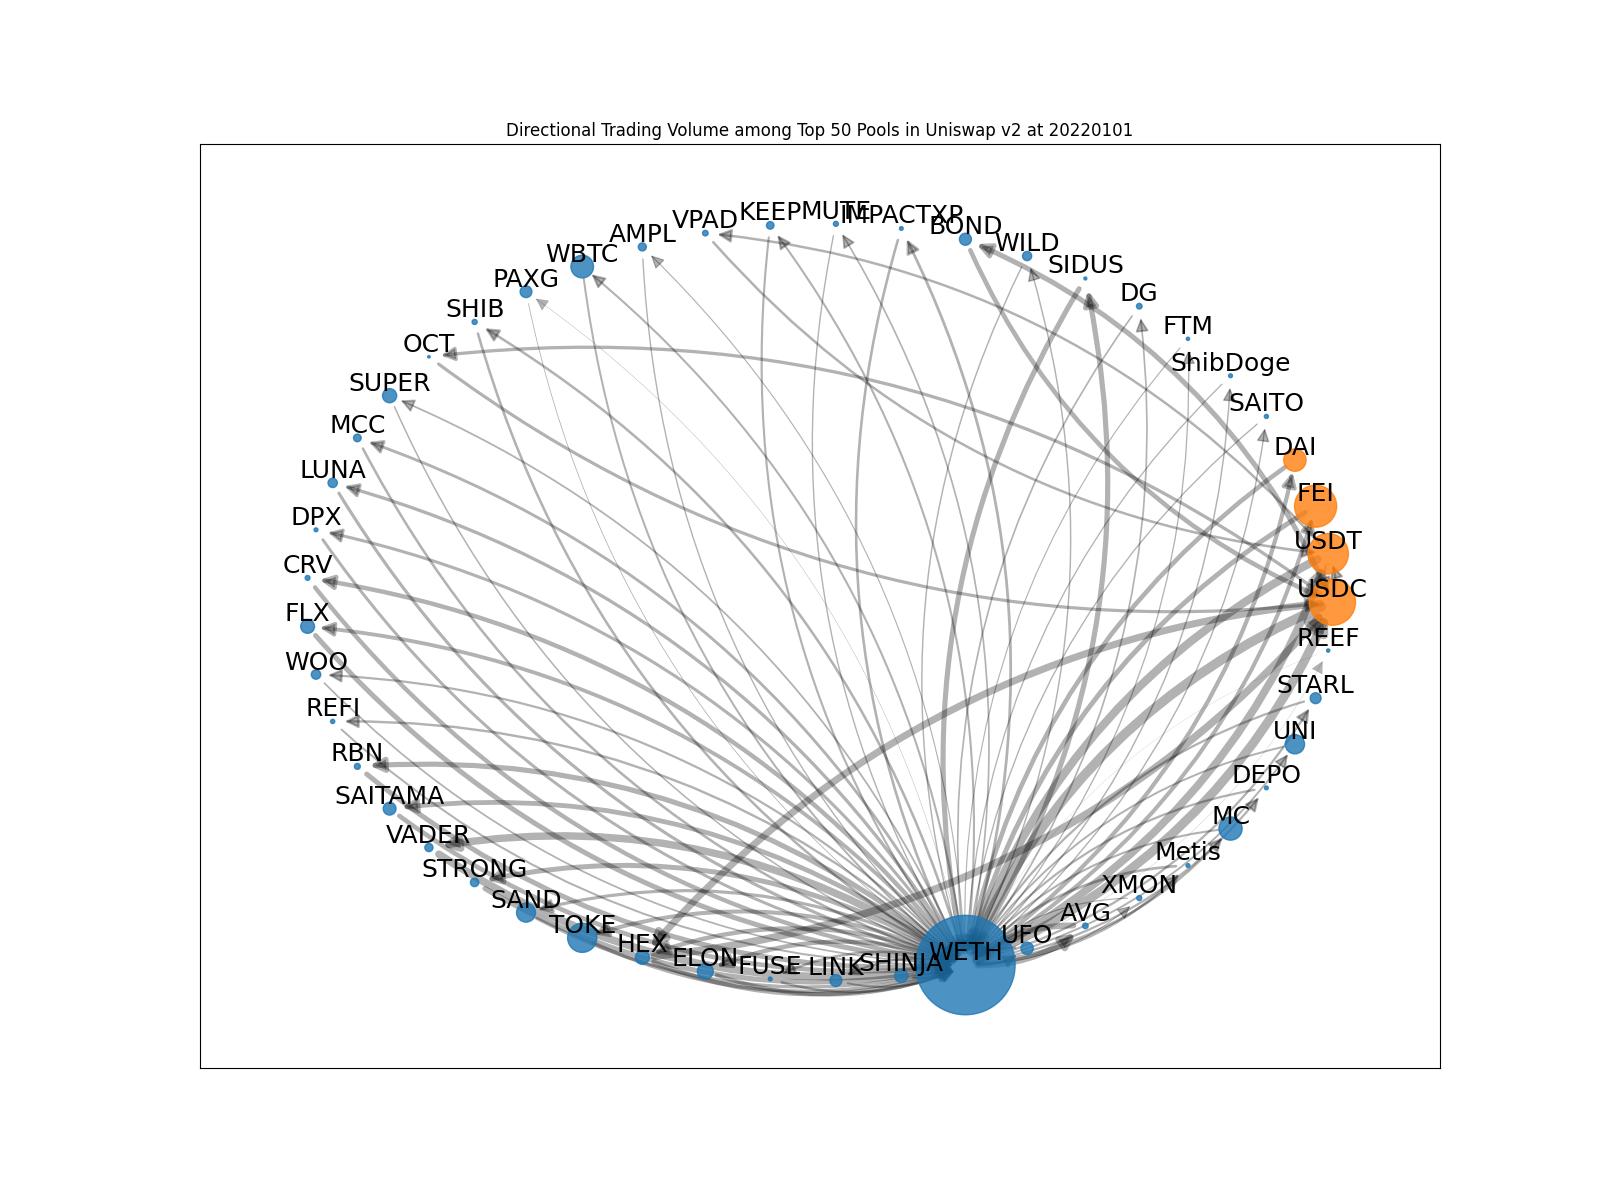 Directional Trading Volume among Top 50 Pools in Uniswap v2 at 20220101
KEEP
MUTE
IMPACTXP
VPAD
BOND
AMPL
WILD
WBTC
SIDUS
PAXG
DG
SHIB
FTM
OCT
ShibDoge
SUPER
SAITO
MCC
DAI
LUNA
FEI
DPX
USDT
CRV
USDC
FLX
REEF
WOO
STARL
REFI
UNI
RBN
DEPO
SAITAMA
MC
VADER
Metis
STRONG
XMON
SAND
AVG
TOKE
UFO
HEX
WETH
ELON
FUSE
LINK
SHINJA